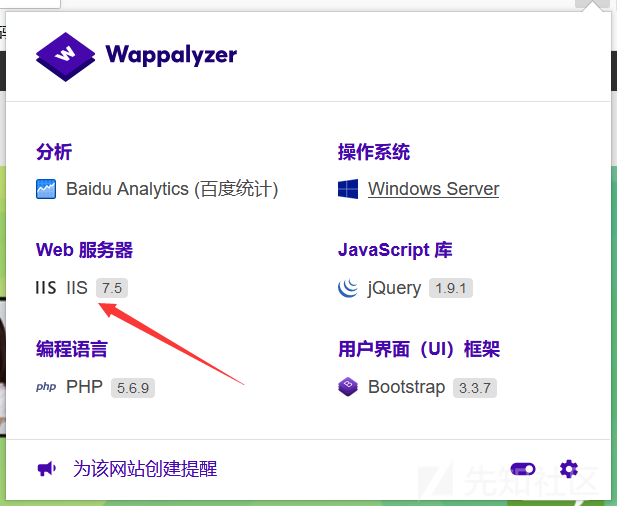 Wappalyzer
分析
Baidu Analytics (百度统计)
操作系统
Windows Server
Web 服务器
IIS IIS 7.5
JavaScript 库
jQuery 1.9.1
编程语言
php PHP 5.6.9
用户界面（UI）框架
Bootstrap 3.3.7
为该网站创建提醒
先知社区